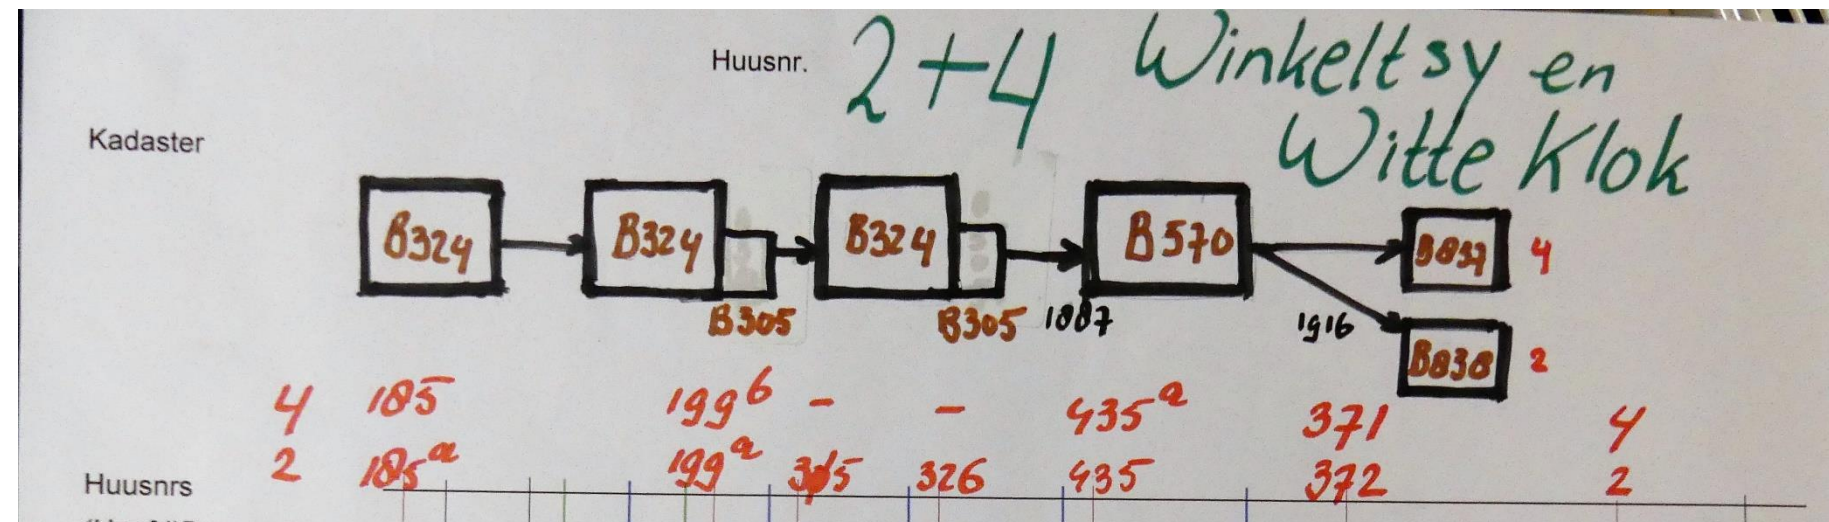 Huusnr. 2+4 Winkeltsy en
Witte Klok
Kadaster
B324 B324 B324 B570 B837 4
B305 B305 1887 1916
B838 2
4 185 199b - - 435a 371 4
2 185a 199a 326 435 372 2
Huusnrs